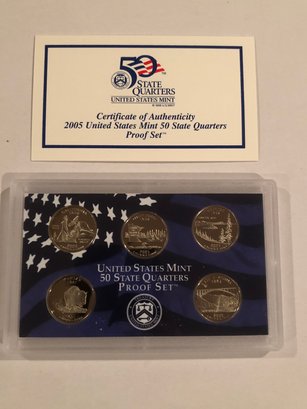 50
STATE
QUARTERS
UNITED STATES MINT
Certificate of Authenticity
2005 United States Mint 50 State Quarters
Proof Set™
UNITED STATES MINT
50 STATE QUARTERS
PROOF SET™